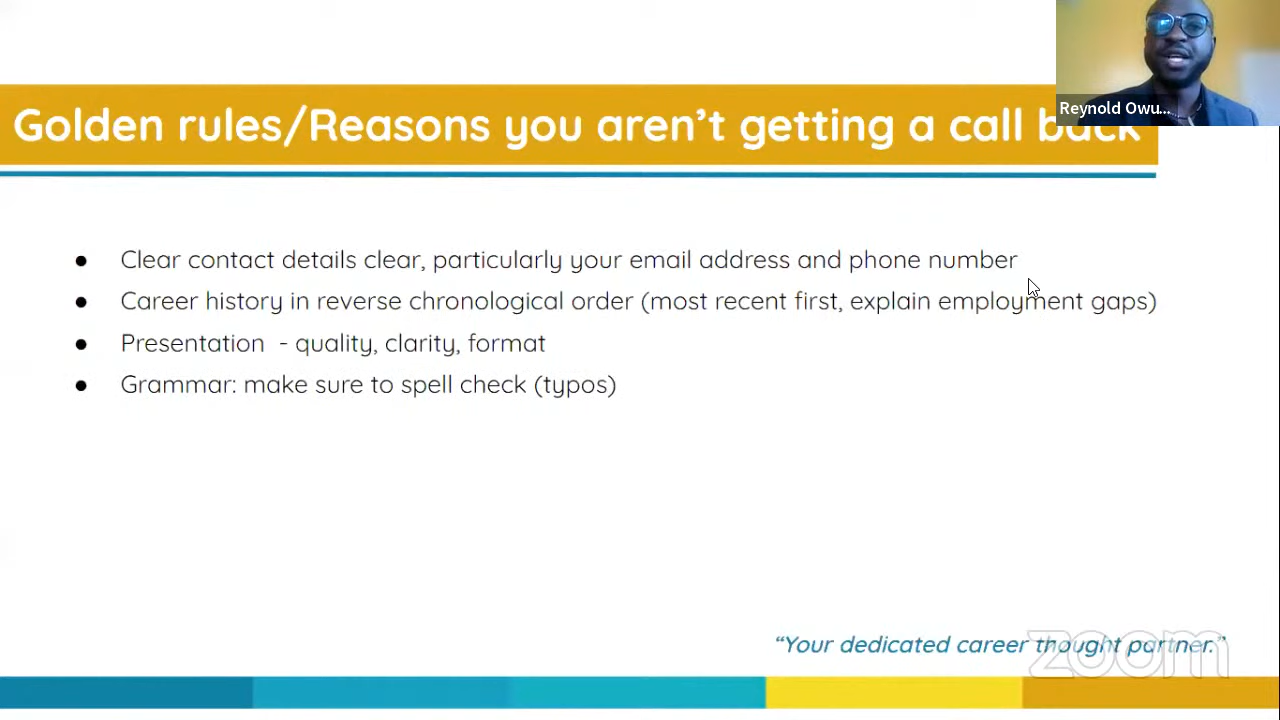 Golden rules/Reasons you aren't getting a call back
Reynold Owu...
● Clear contact details clear, particularly your email address and phone number
● Career history in reverse chronological order (most recent first, explain employment gaps)
● Presentation - quality, clarity, format
● Grammar: make sure to spell check (typos)
“Your dedicated career thought partner.”
zoom